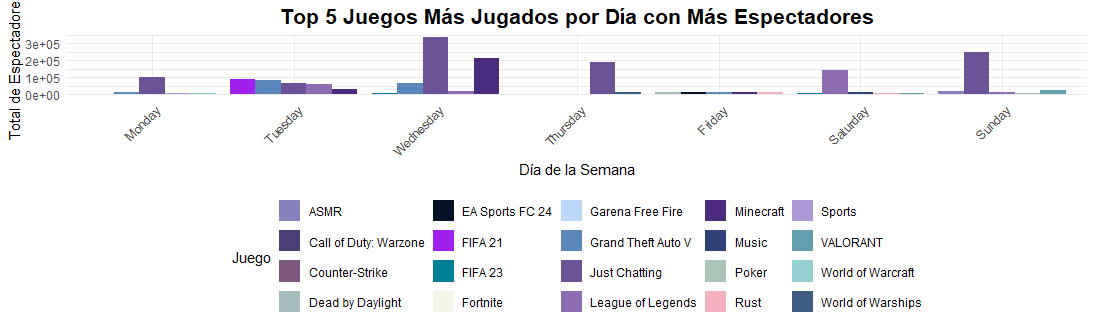 Top 5 Juegos Más Jugados por Día con Más Espectadores
Total de Espectadore
3e+05
2e+05
1e+05
0e+00
Monday
Tuesday
Wednesday
Thursday
Friday
Saturday
Sunday
Día de la Semana
Juego
ASMR
Call of Duty: Warzone
Counter-Strike
Dead by Daylight
EA Sports FC 24
FIFA 21
FIFA 23
Fortnite
Garena Free Fire
Grand Theft Auto V
Just Chatting
League of Legends
Minecraft
Music
Poker
Rust
Sports
VALORANT
World of Warcraft
World of Warships